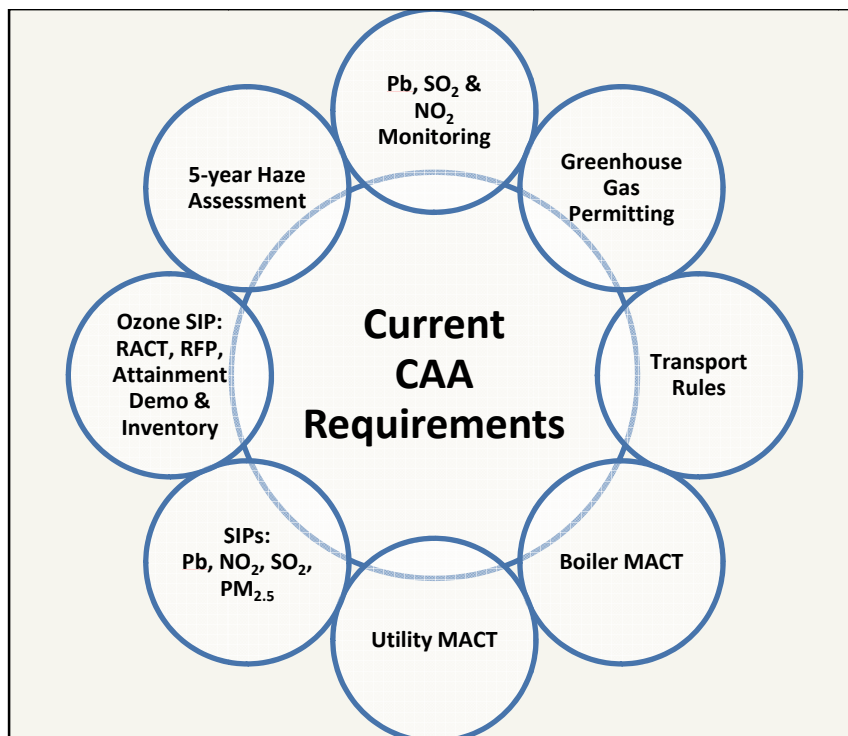 Pb, SO₂ &
NO₂
Monitoring
Greenhouse
Gas
Permitting
Transport
Rules
Boiler MACT
Utility MACT
SIPs:
Pb, NO₂, SO₂,
PM₂.₅
Ozone SIP:
RACT, RFP,
Attainment
Demo &
Inventory
5-year Haze
Assessment
Current
CAA
Requirements